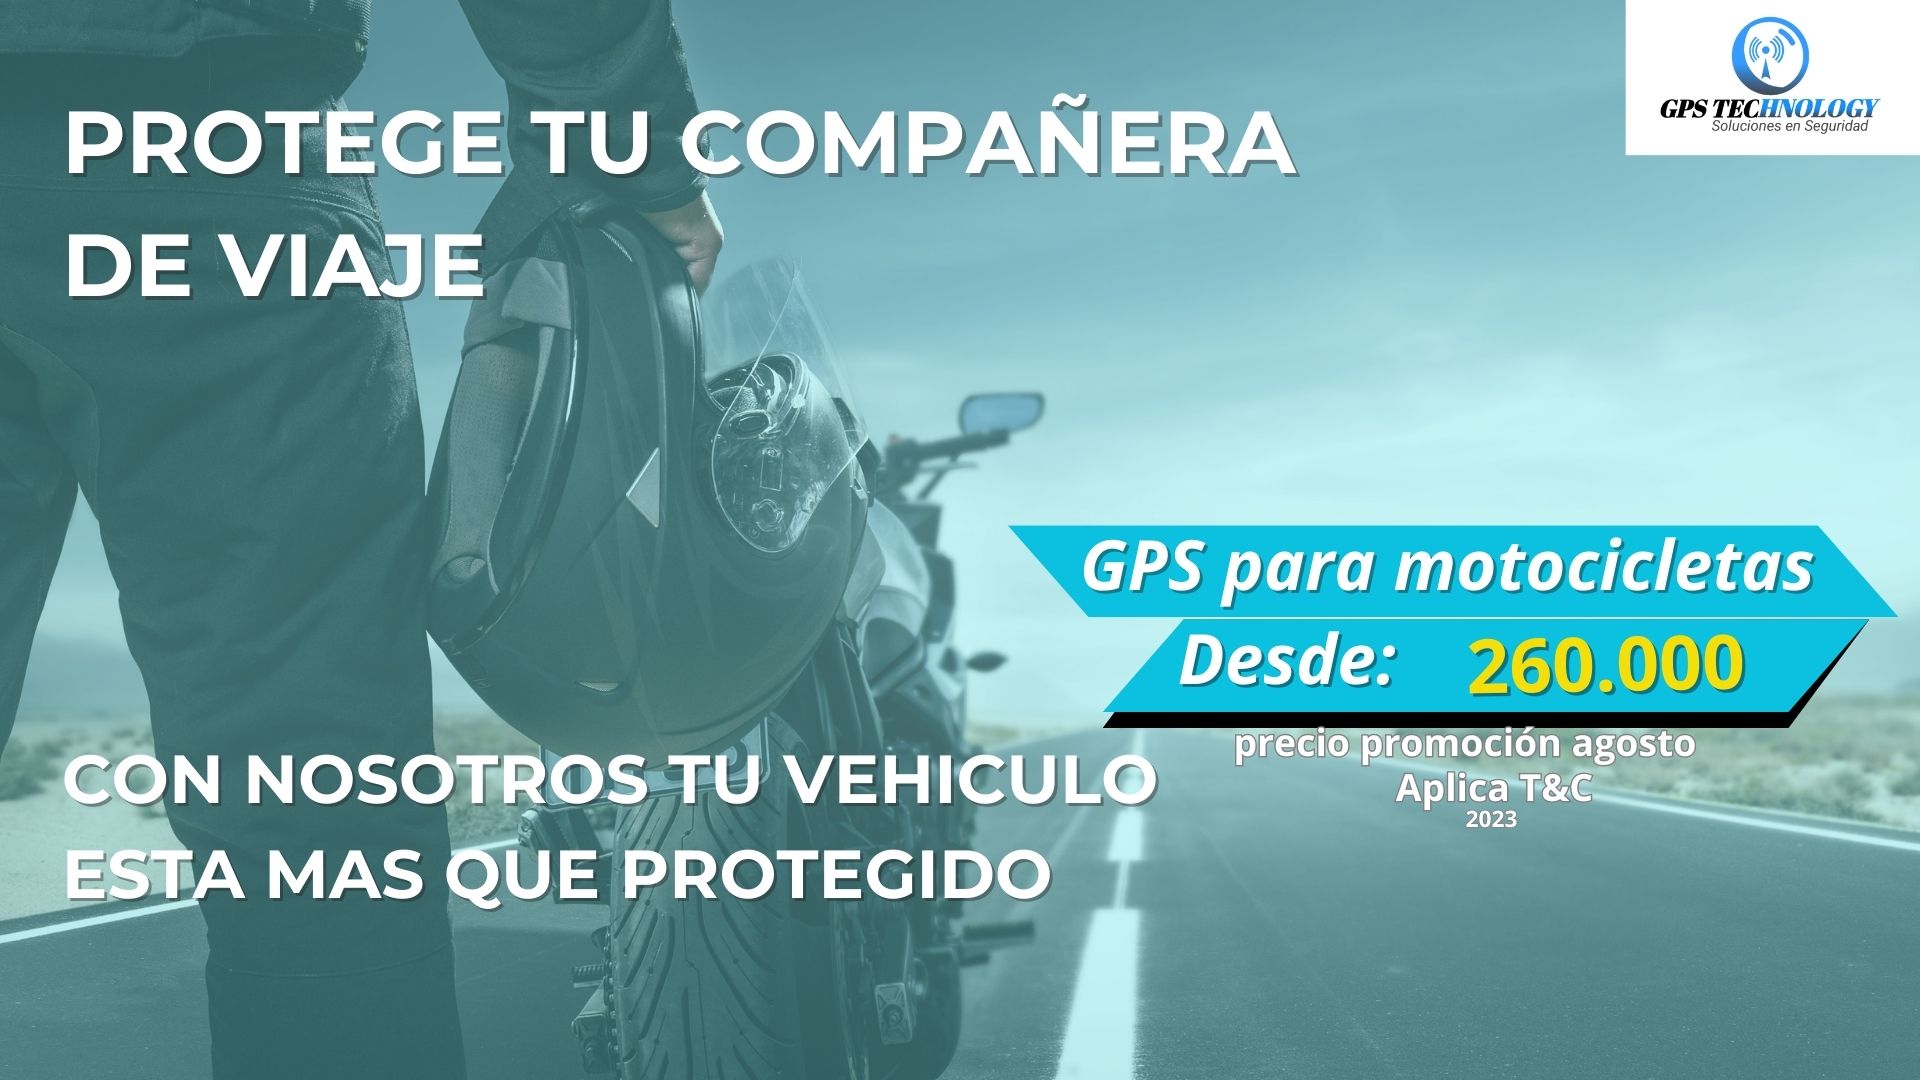 GPS TECHNOLOGY
Soluciones en Seguridad
PROTEGE TU COMPAÑERA
DE VIAJE
GPS para motocicletas
Desde: 260.000
precio promoción agosto
Aplica T&C
2023
CON NOSOTROS TU VEHICULO
ESTA MAS QUE PROTEGIDO